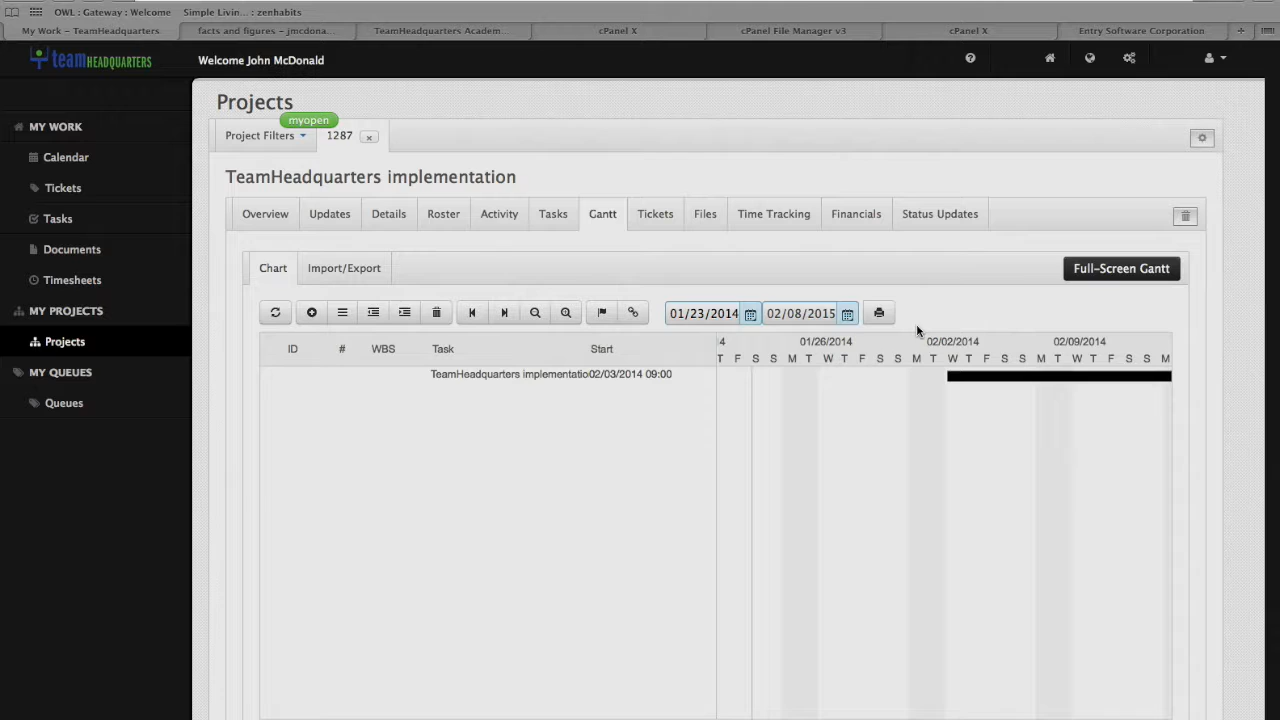 OWL : Gateway : Welcome Simple Livin... : zenhabits
My Work – TeamHeadquarters facts and figures – jmcdona... TeamHeadquarters Academ... cPanel X cPanel File Manager v3 cPanel X Entry Software Corporation
teamHEADQUARTERS Welcome John McDonald
Projects
myopen
Project Filters 1287
MY WORK
Calendar
Tickets
Tasks
Documents
Timesheets
MY PROJECTS
Projects
MY QUEUES
Queues
TeamHeadquarters implementation
Overview Updates Details Roster Activity Tasks Gantt Tickets Files Time Tracking Financials Status Updates
Chart Import/Export Full-Screen Gantt
01/23/2014 02/08/2015
ID # WBS Task Start
4 01/26/2014 02/02/2014 02/09/2014
T F S S M T W T F S S M T W T F S S M T W T F S S M
TeamHeadquarters implementatio02/03/2014 09:00